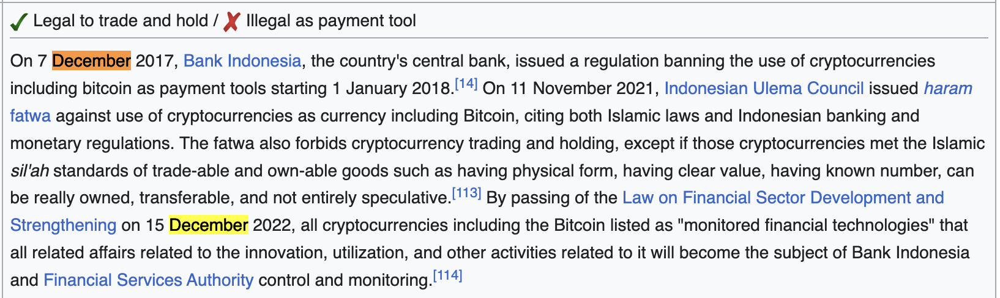 ✓ Legal to trade and hold / ✗ Illegal as payment tool
On 7 December 2017, Bank Indonesia, the country's central bank, issued a regulation banning the use of cryptocurrencies
including bitcoin as payment tools starting 1 January 2018.[14] On 11 November 2021, Indonesian Ulema Council issued haram
fatwa against use of cryptocurrencies as currency including Bitcoin, citing both Islamic laws and Indonesian banking and
monetary regulations. The fatwa also forbids cryptocurrency trading and holding, except if those cryptocurrencies met the Islamic
sil'ah standards of trade-able and own-able goods such as having physical form, having clear value, having known number, can
be really owned, transferable, and not entirely speculative.[113] By passing of the Law on Financial Sector Development and
Strengthening on 15 December 2022, all cryptocurrencies including the Bitcoin listed as "monitored financial technologies" that
all related affairs related to the innovation, utilization, and other activities related to it will become the subject of Bank Indonesia
and Financial Services Authority control and monitoring.[114]